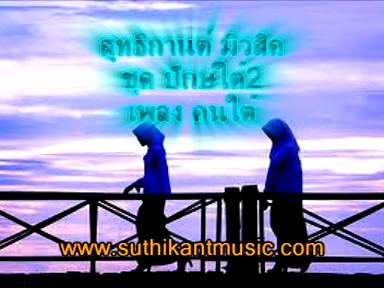 สุทธิกานต์ มิวสิค
ชุด ปักษ์ใต้2
เพลง คนใต้
www.suthikantmusic.com